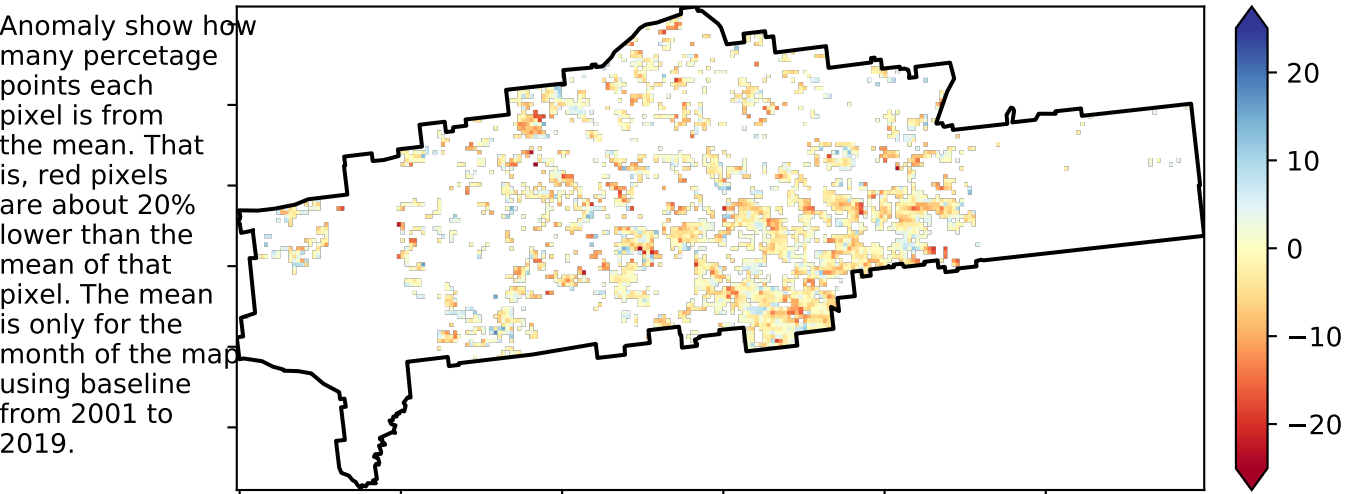 Anomaly show how
many percetage
points each
pixel is from
the mean. That
is, red pixels
are about 20%
lower than the
mean of that
pixel. The mean
is only for the
month of the map
using baseline
from 2001 to
2019.
20
10
0
−10
−20